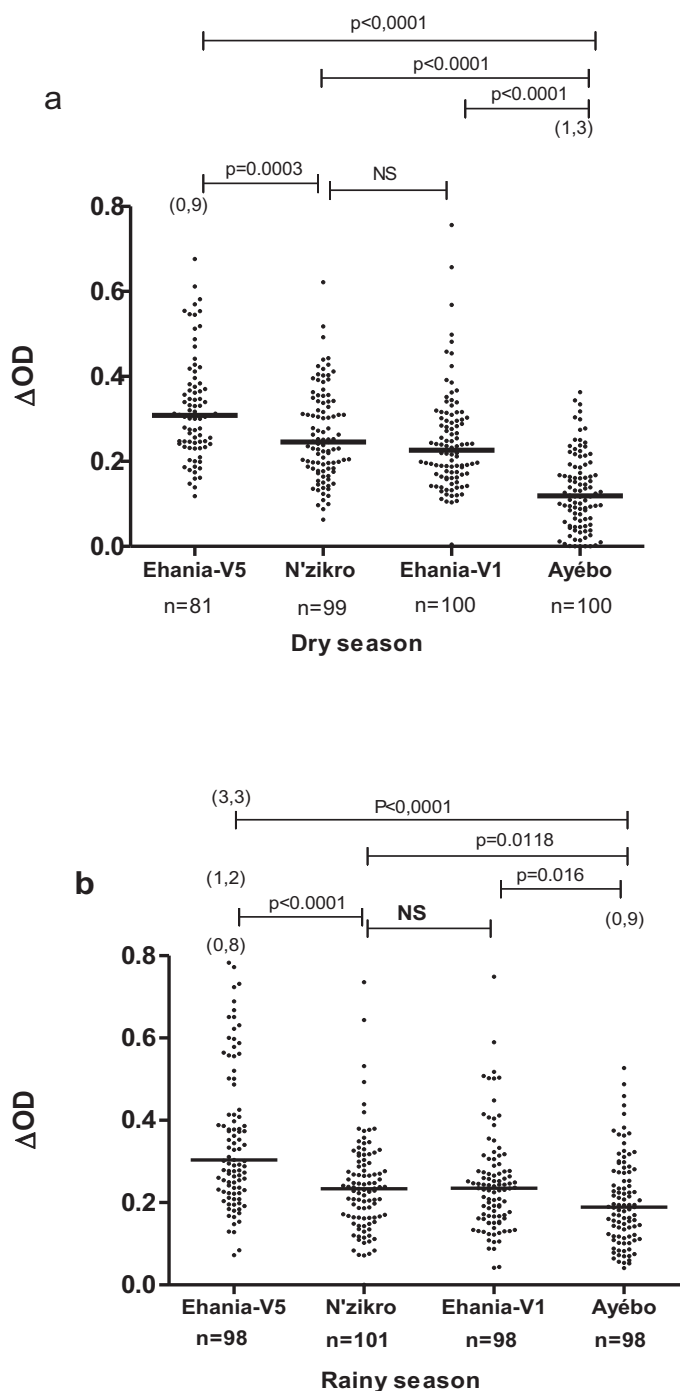 p<0,0001
p<0.0001
a
p<0.0001
(1,3)
p=0.0003
NS
(0,9)
0.8
0.6
0.4
0.2
0.0
ΔOD
Ehania-V5 N'zikro Ehania-V1 Ayébo
n=81 n=99 n=100 n=100
Dry season
(3,3)
P<0,0001
p=0.0118
b
(1,2)
p=0.016
p<0.0001
NS
(0,9)
(0,8)
0.8
0.6
0.4
0.2
0.0
ΔOD
Ehania-V5 N'zikro Ehania-V1 Ayébo
n=98 n=101 n=98 n=98
Rainy season